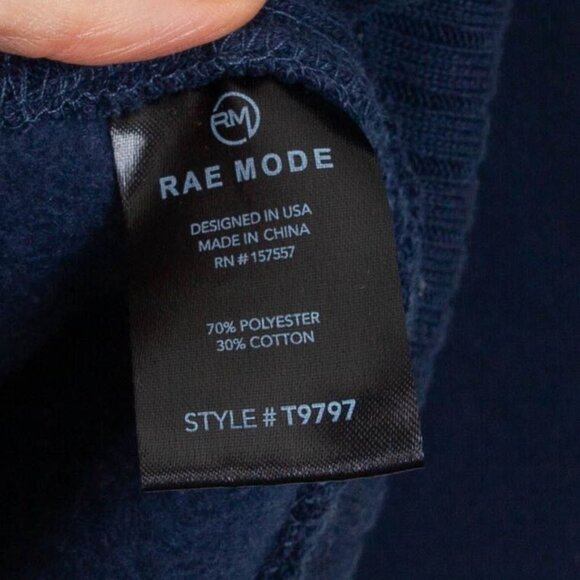 RM
RAE MODE
DESIGNED IN USA
MADE IN CHINA
RN # 157557
70% POLYESTER
30% COTTON
STYLE # T9797